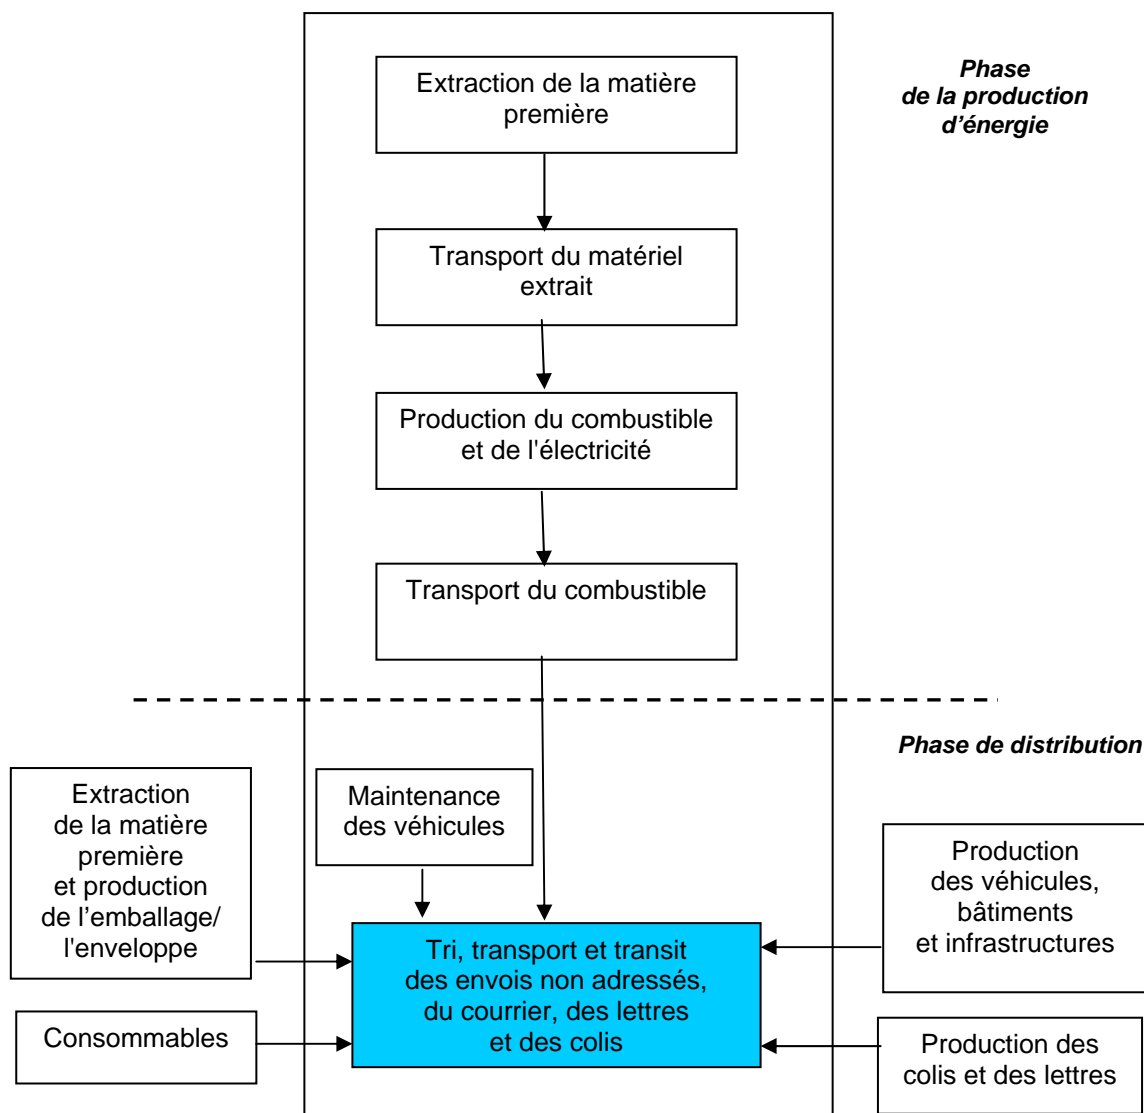 Extraction de la matière
première
Phase
de la production
d’énergie
Transport du matériel
extrait
Production du combustible
et de l'électricité
Transport du combustible
Phase de distribution
Extraction
de la matière
première
et production
de l’emballage/
l'enveloppe
Maintenance
des véhicules
Production
des véhicules,
bâtiments
et infrastructures
Tri, transport et transit
des envois non adressés,
du courrier, des lettres
et des colis
Consommables
Production des
colis et des lettres